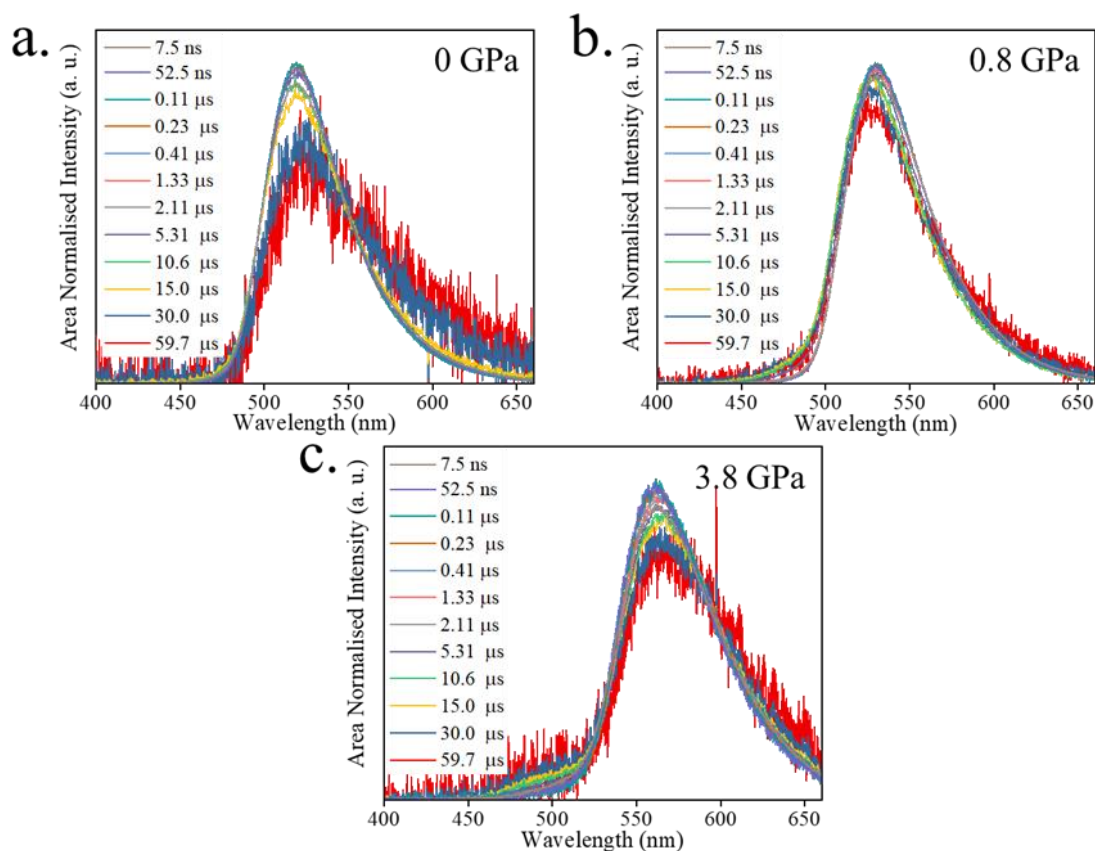 a.
0 GPa
Area Normalised Intensity (a. u.)
7.5 ns
52.5 ns
0.11 μs
0.23 μs
0.41 μs
1.33 μs
2.11 μs
5.31 μs
10.6 μs
15.0 μs
30.0 μs
59.7 μs
400 450 500 550 600 650
Wavelength (nm)
b.
0.8 GPa
Area Normalised Intensity (a. u.)
7.5 ns
52.5 ns
0.11 μs
0.23 μs
0.41 μs
1.33 μs
2.11 μs
5.31 μs
10.6 μs
15.0 μs
30.0 μs
59.7 μs
400 450 500 550 600 650
Wavelength (nm)
c.
3.8 GPa
Area Normalised Intensity (a. u.)
7.5 ns
52.5 ns
0.11 μs
0.23 μs
0.41 μs
1.33 μs
2.11 μs
5.31 μs
10.6 μs
15.0 μs
30.0 μs
59.7 μs
400 450 500 550 600 650
Wavelength (nm)